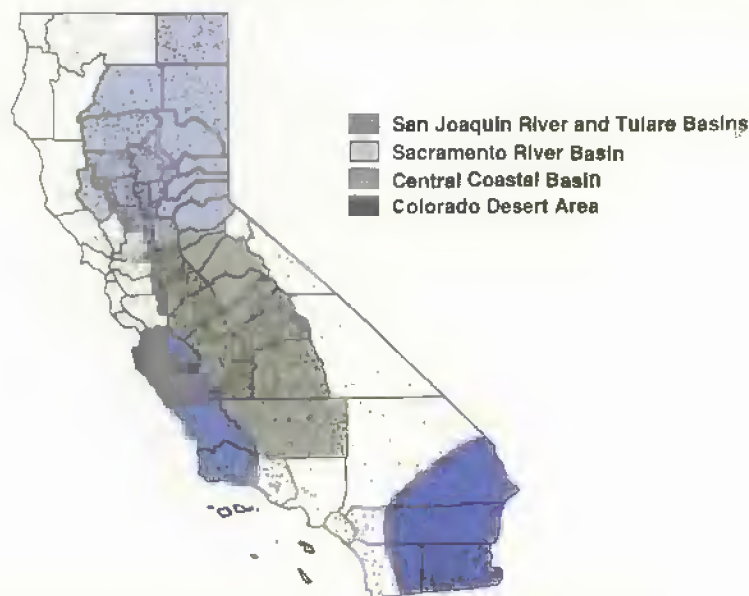 San Joaquin River and Tulare Basins
Sacramento River Basin
Central Coastal Basin
Colorado Desert Area